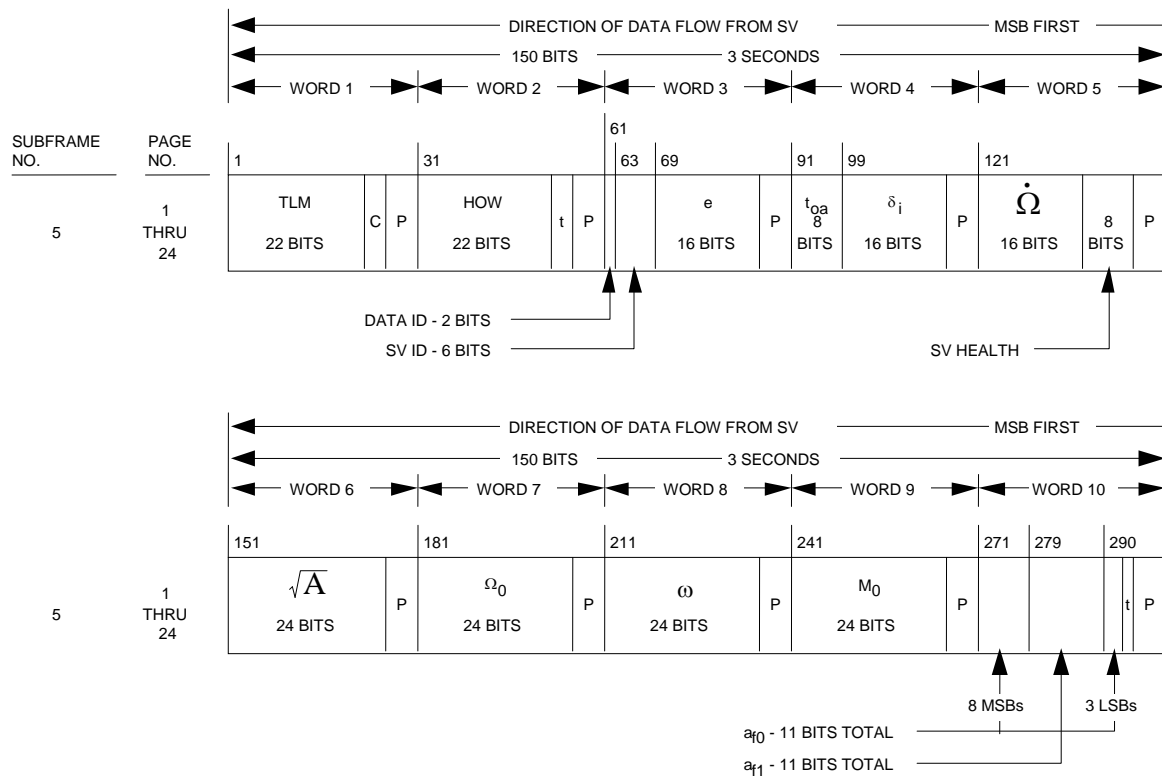 DIRECTION OF DATA FLOW FROM SV MSB FIRST
150 BITS 3 SECONDS
WORD 1 WORD 2 WORD 3 WORD 4 WORD 5
SUBFRAME NO. PAGE NO.
61
1 31 63 69 91 99 121
5 1 THRU 24
TLM 22 BITS C P HOW 22 BITS t P e 16 BITS P tₒₐ 8 BITS δᵢ 16 BITS P Ω̇ 16 BITS 8 BITS P
DATA ID - 2 BITS
SV ID - 6 BITS SV HEALTH
DIRECTION OF DATA FLOW FROM SV MSB FIRST
150 BITS 3 SECONDS
WORD 6 WORD 7 WORD 8 WORD 9 WORD 10
151 181 211 241 271 279 290
5 1 THRU 24
√A 24 BITS P Ω₀ 24 BITS P ω 24 BITS P M₀ 24 BITS P t P
8 MSBs 3 LSBs
a_f0 - 11 BITS TOTAL
a_f1 - 11 BITS TOTAL